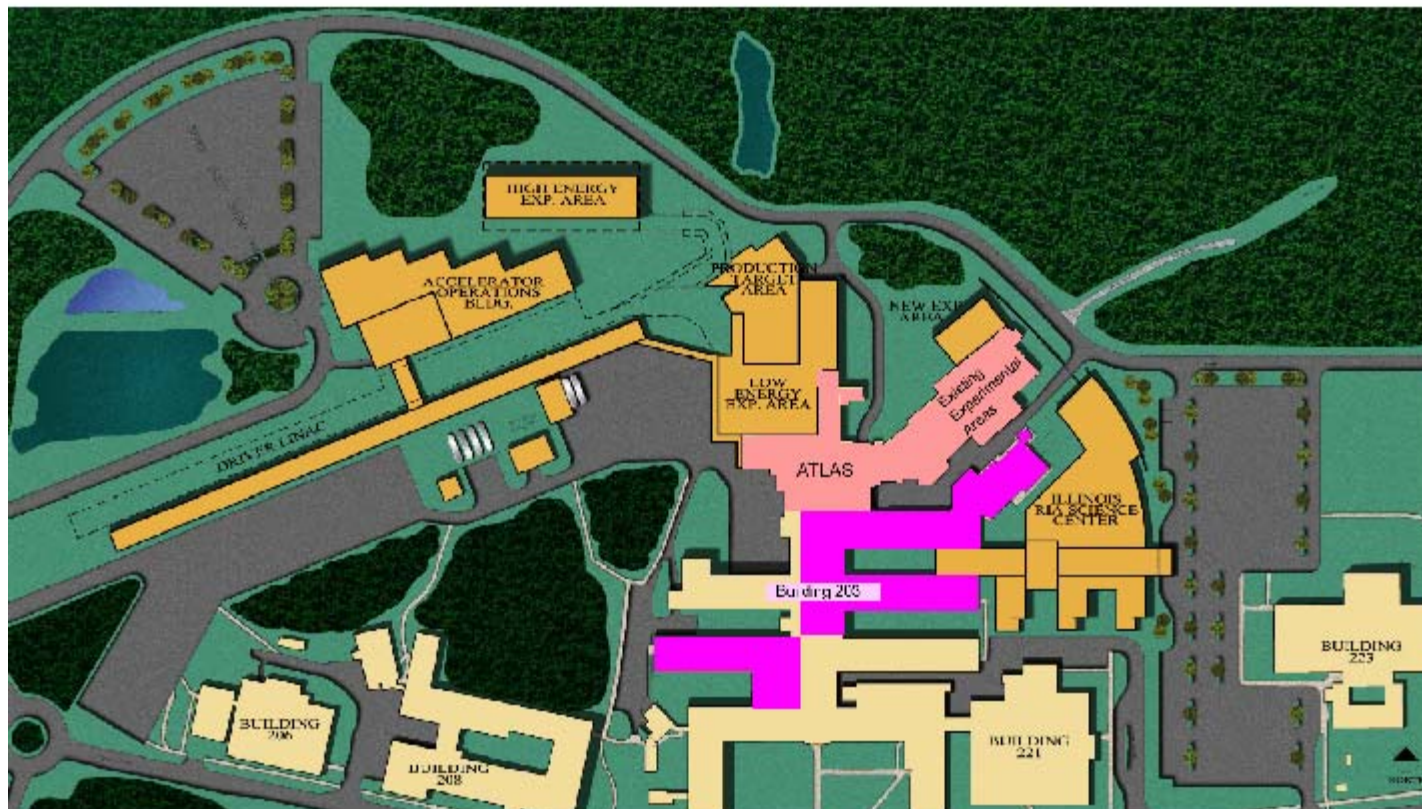 HIGH ENERGY
EXP. AREA
ACCELERATOR
OPERATIONS
BLDG.
PRODUCTION
TARGET
AREA
NEW EXP
AREA
LOW
ENERGY
EXP. AREA
Existing
Experimental
Areas
DRIVER LINAC
ATLAS
ILLINOIS
RIA SCIENCE
CENTER
Building 203
BUILDING
223
BUILDING
206
BUILDING
208
BUILDING
221
NORTH